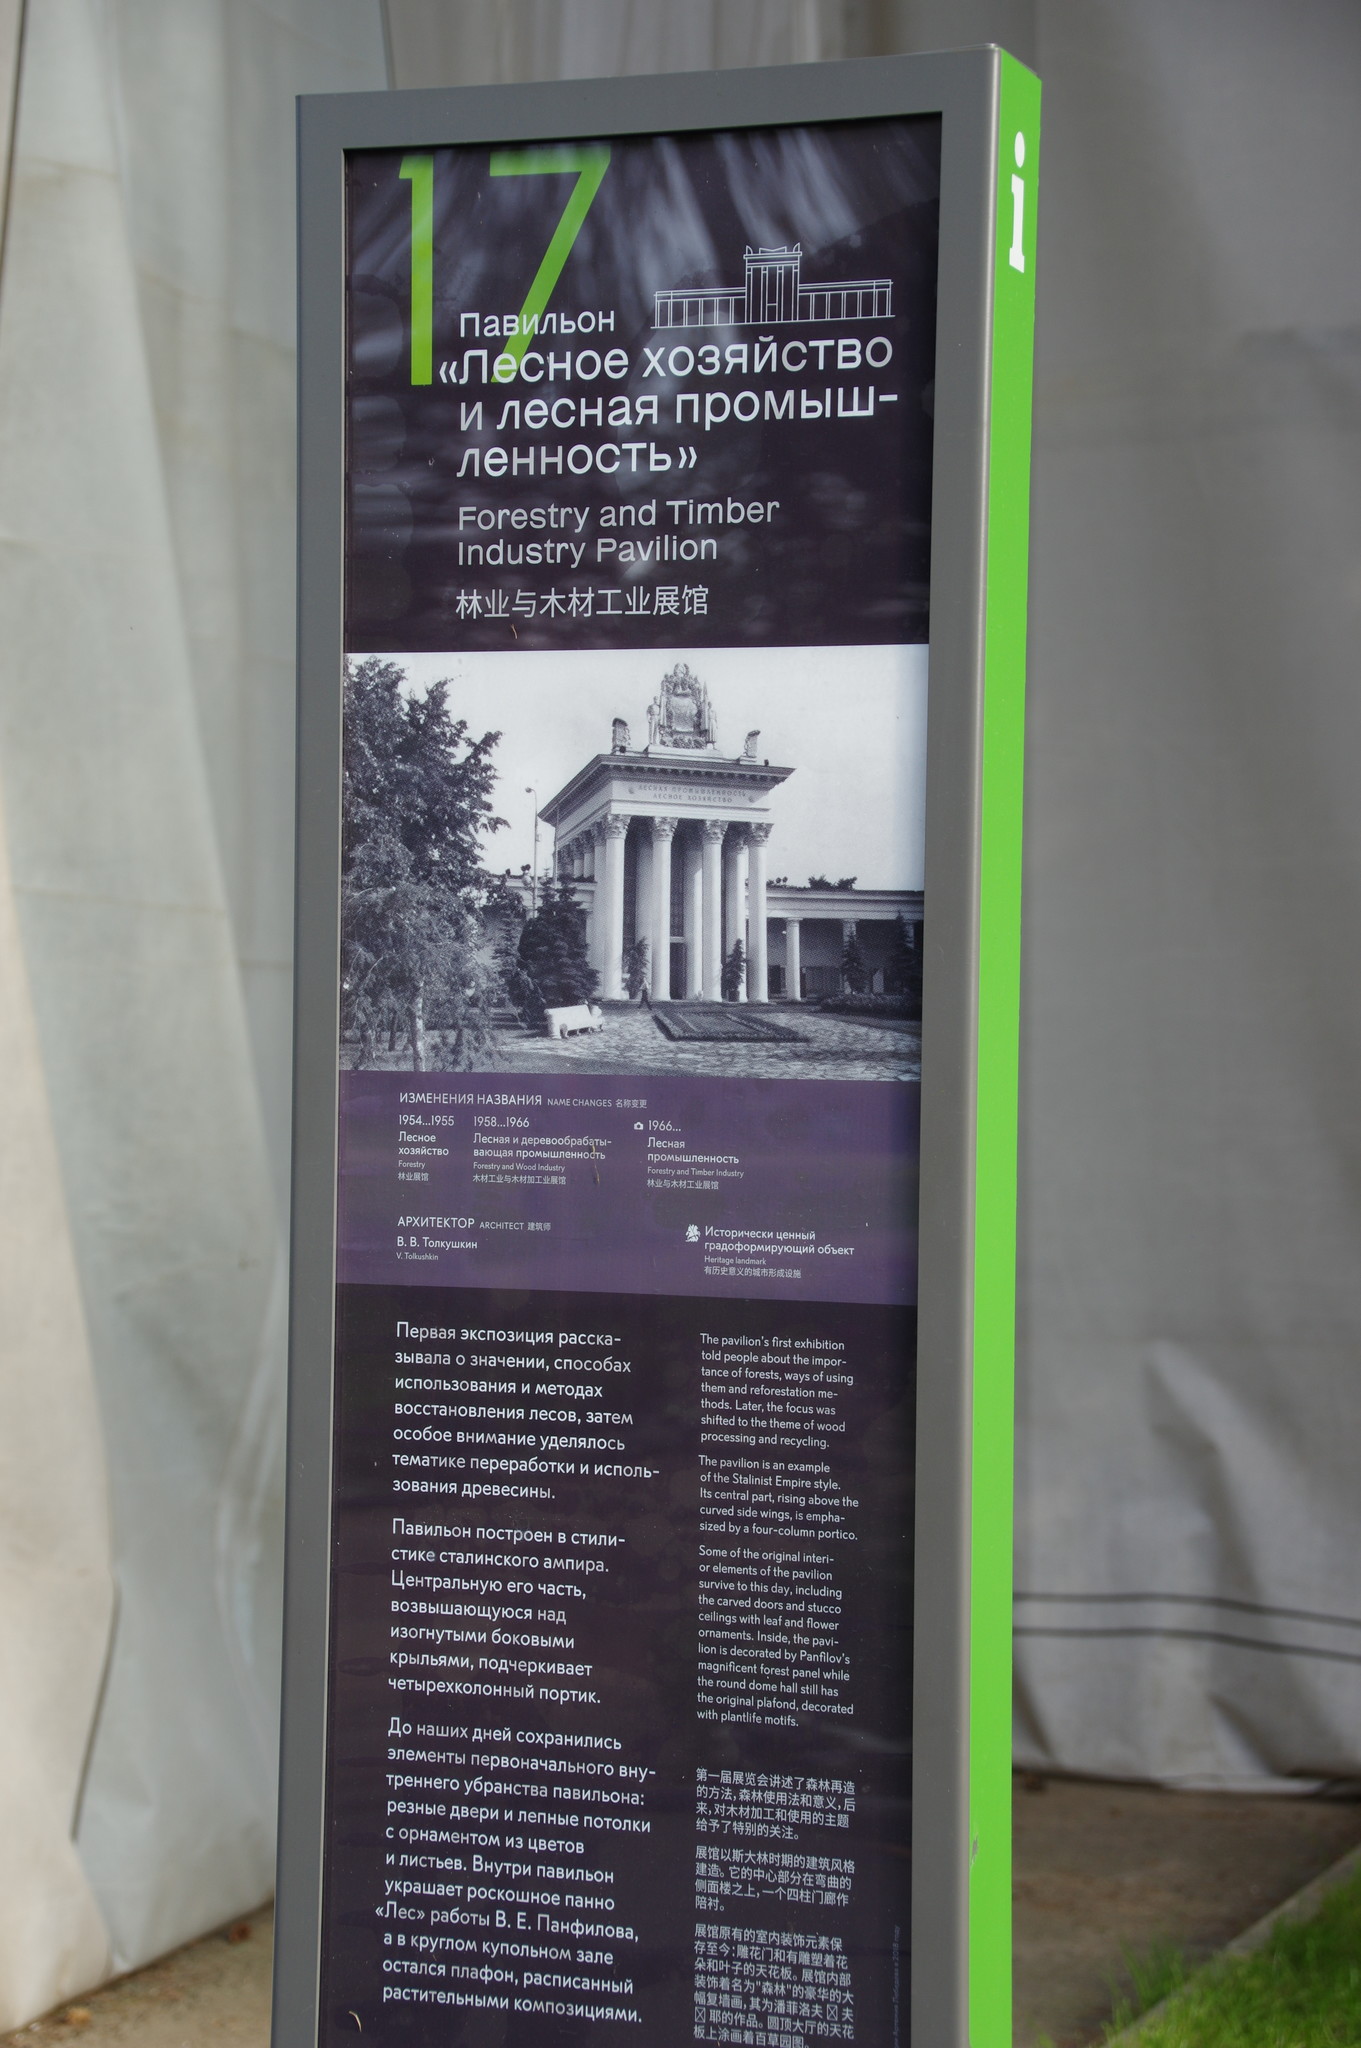 17
i
Павильон
«Лесное хозяйство
и лесная промыш-
ленность»
Forestry and Timber
Industry Pavilion
林业与木材工业展馆
ЛЕСНАЯ ПРОМЫШЛЕННОСТЬ
ЛЕСНОЕ ХОЗЯЙСТВО
ИЗМЕНЕНИЯ НАЗВАНИЯ NAME CHANGES 名称变更
1954...1955
Лесное
хозяйство
Forestry
林业展馆
1958...1966
Лесная и деревообрабаты-
вающая промышленность
Forestry and Wood Industry
木材工业与木材加工业展馆
1966...
Лесная
промышленность
Forestry and Timber Industry
林业与木材工业展馆
АРХИТЕКТОР ARCHITECT 建筑师
В. В. Толкушкин
V. Tolkushkin
Исторически ценный
градоформирующий объект
Heritage landmark
有历史意义的城市形成设施
Первая экспозиция расска-
зывала о значении, способах
использования и методах
восстановления лесов, затем
особое внимание уделялось
тематике переработки и исполь-
зования древесины.
Павильон построен в стили-
стике сталинского ампира.
Центральную его часть,
возвышающуюся над
изогнутыми боковыми
крыльями, подчеркивает
четырехколонный портик.
До наших дней сохранились
элементы первоначального вну-
треннего убранства павильона:
резные двери и лепные потолки
с орнаментом из цветов
и листьев. Внутри павильон
украшает роскошное панно
«Лес» работы В. Е. Панфилова,
а в круглом купольном зале
остался плафон, расписанный
растительными композициями.
The pavilion's first exhibition
told people about the impor-
tance of forests, ways of using
them and reforestation me-
thods. Later, the focus was
shifted to the theme of wood
processing and recycling.
The pavilion is an example
of the Stalinist Empire style.
Its central part, rising above the
curved side wings, is empha-
sized by a four-column portico.
Some of the original interi-
or elements of the pavilion
survive to this day, including
the carved doors and stucco
ceilings with leaf and flower
ornaments. Inside, the pavi-
lion is decorated by Panfilov's
magnificent forest panel while
the round dome hall still has
the original plafond, decorated
with plantlife motifs.
第一届展览会讲述了森林再造
的方法，森林使用法和意义，后
来，对木材加工和使用的主题
给予了特别的关注。
展馆以斯大林时期的建筑风格
建造。它的中心部分在弯曲的
侧面楼之上，一个四柱门廊作
陪衬。
展馆原有的室内装饰元素保
存至今：雕花门和有雕塑着花
朵和叶子的天花板。展馆内部
装饰着名为"森林"的豪华的大
幅复墙画，其为潘菲洛夫 夫
耶的作品。圆顶大厅的天花
板上涂画着百草园图。